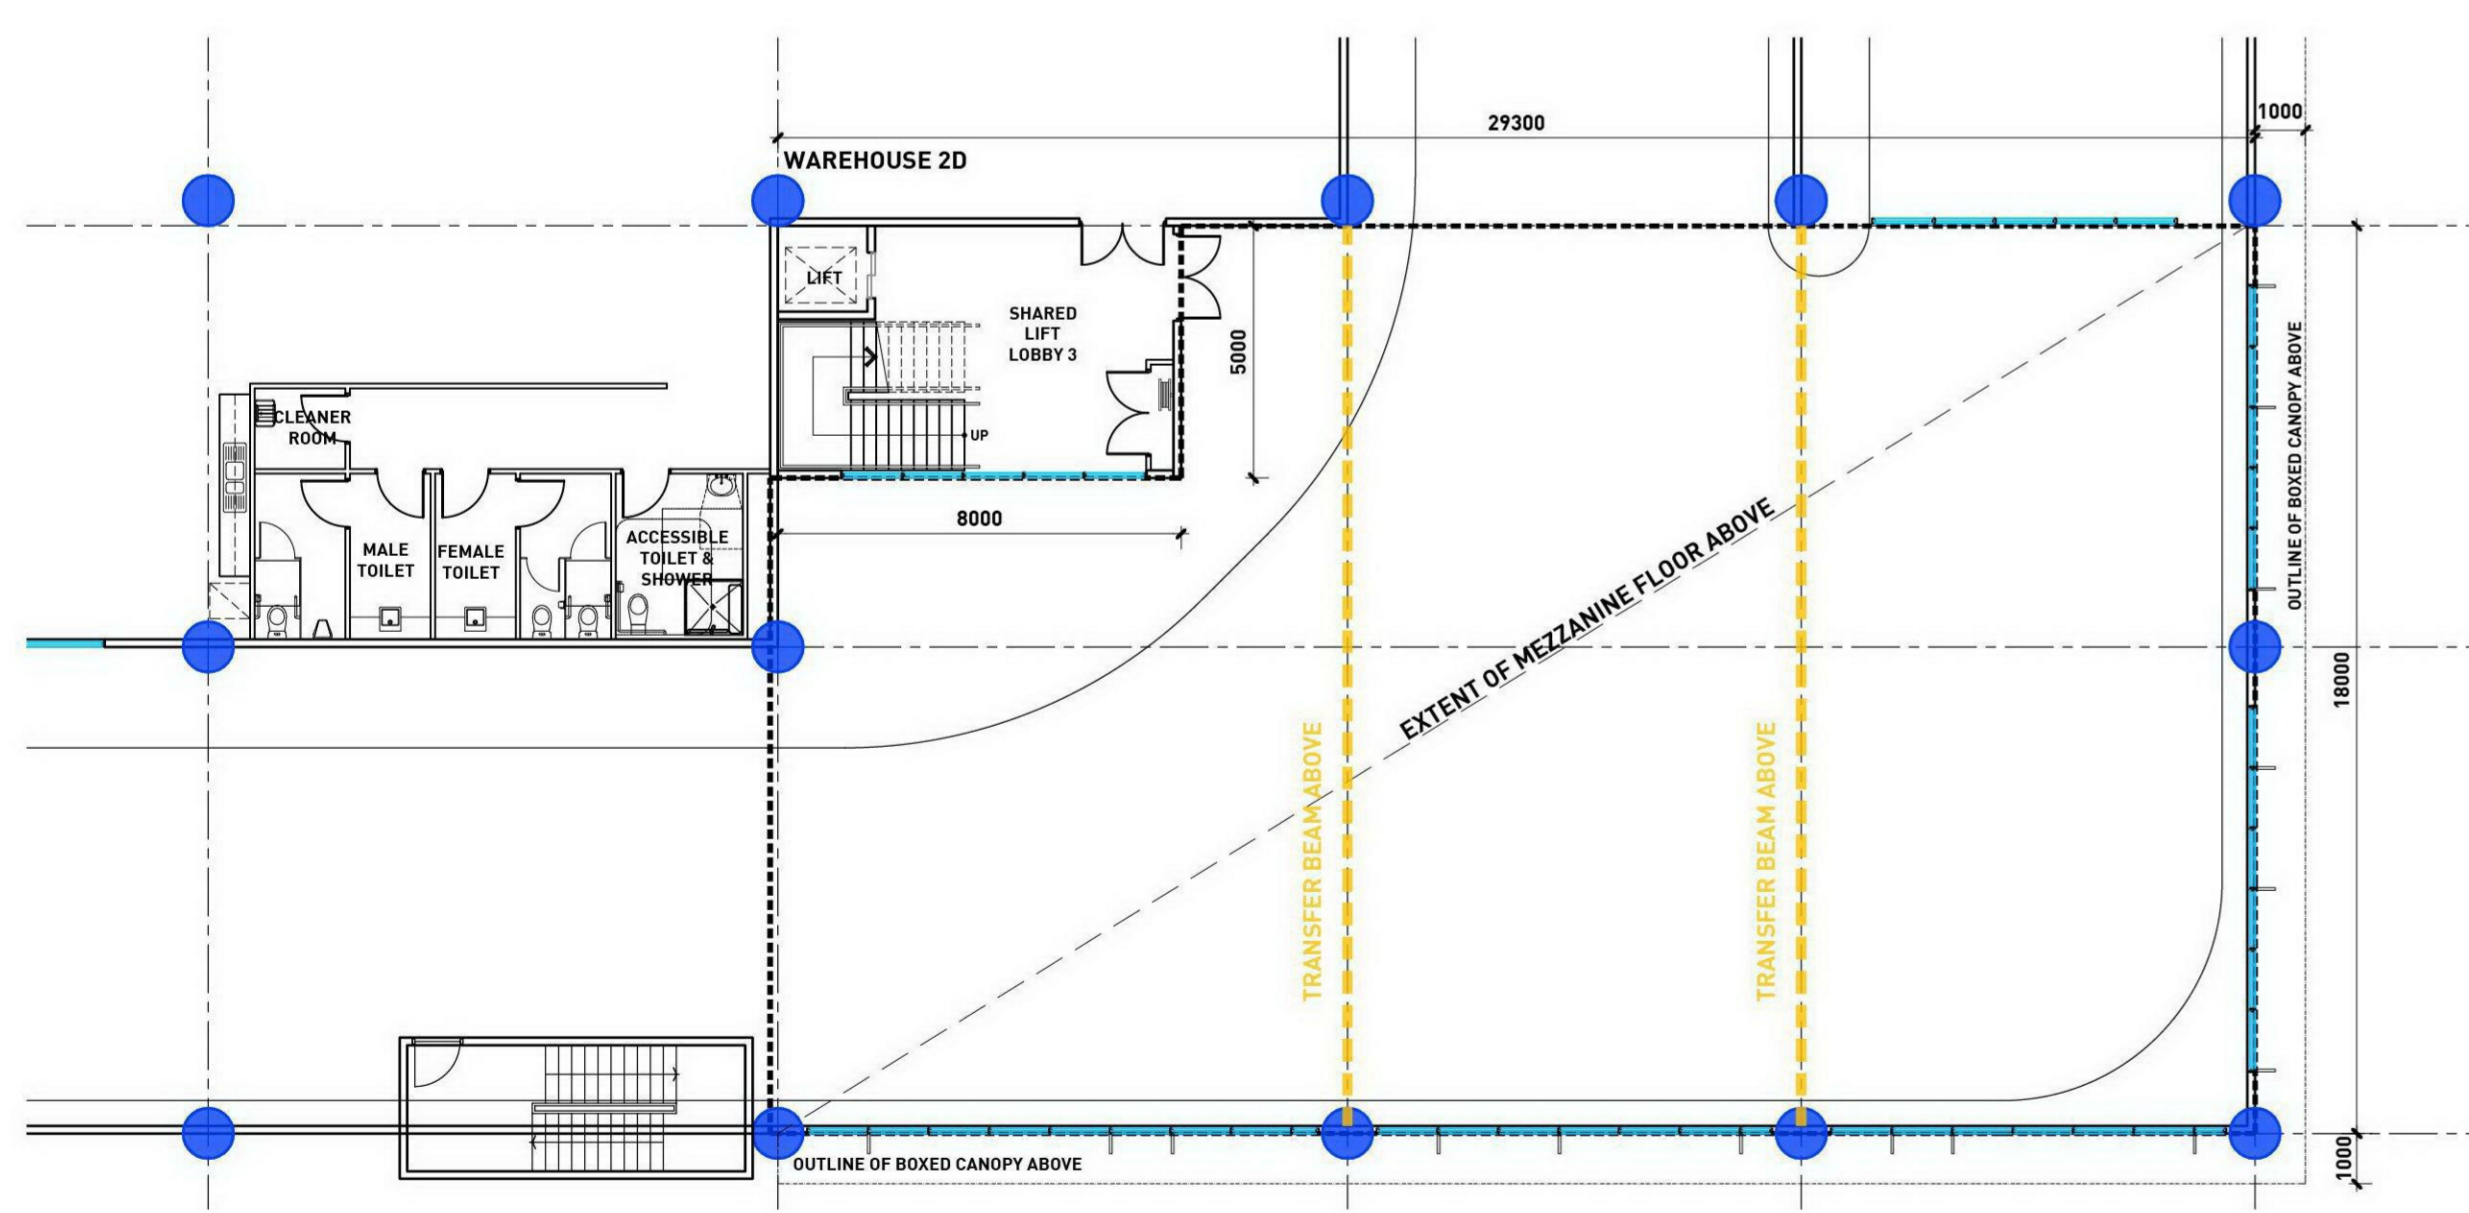 1000
29300
WAREHOUSE 2D
LIFT
SHARED
LIFT
LOBBY 3
5000
OUTLINE OF BOXED CANOPY ABOVE
CLEANER
ROOM
UP
8000
EXTENT OF MEZZANINE FLOOR ABOVE
MALE
TOILET
FEMALE
TOILET
ACCESSIBLE
TOILET &
SHOWER
18000
TRANSFER BEAM ABOVE
TRANSFER BEAM ABOVE
OUTLINE OF BOXED CANOPY ABOVE
1000